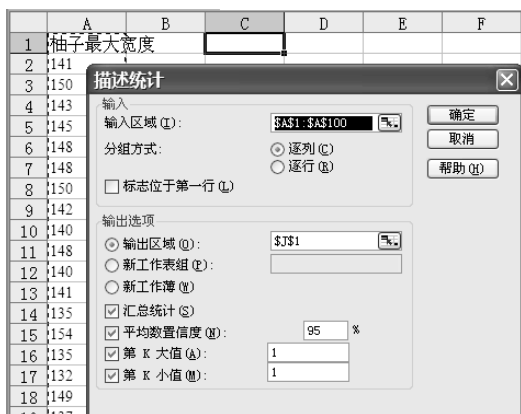 A B C D E F
1 柚子最大宽度
2 141
3 150
4 143
5 145
6 148
7 148
8 150
9 142
10 140
11 148
12 140
13 141
14 135
15 154
16 135
17 132
18 149
描述统计
输入
输入区域(I): $A$1:$A$100
分组方式: 逐列(C)
逐行(R)
标志位于第一行(L)
输出选项
输出区域(O): $J$1
新工作表组(P):
新工作薄(W)
汇总统计(S)
平均数置信度(N): 95 %
第 K 大值(A): 1
第 K 小值(M): 1
确定
取消
帮助(H)